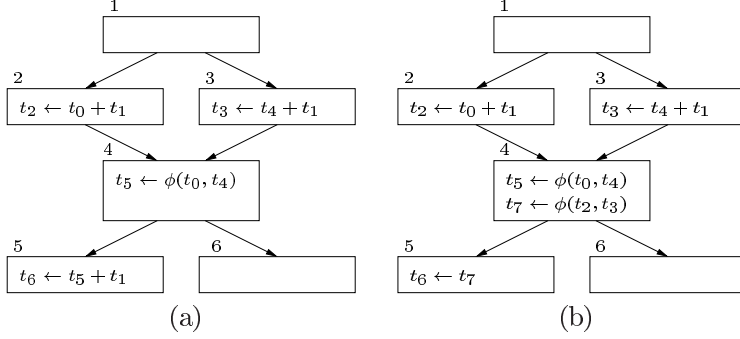 1
2
t₂ ← t₀ + t₁
3
t₃ ← t₄ + t₁
4
t₅ ← ϕ(t₀, t₄)
5
t₆ ← t₅ + t₁
6
(a)
1
2
t₂ ← t₀ + t₁
3
t₃ ← t₄ + t₁
4
t₅ ← ϕ(t₀, t₄)
t₇ ← ϕ(t₂, t₃)
5
t₆ ← t₇
6
(b)